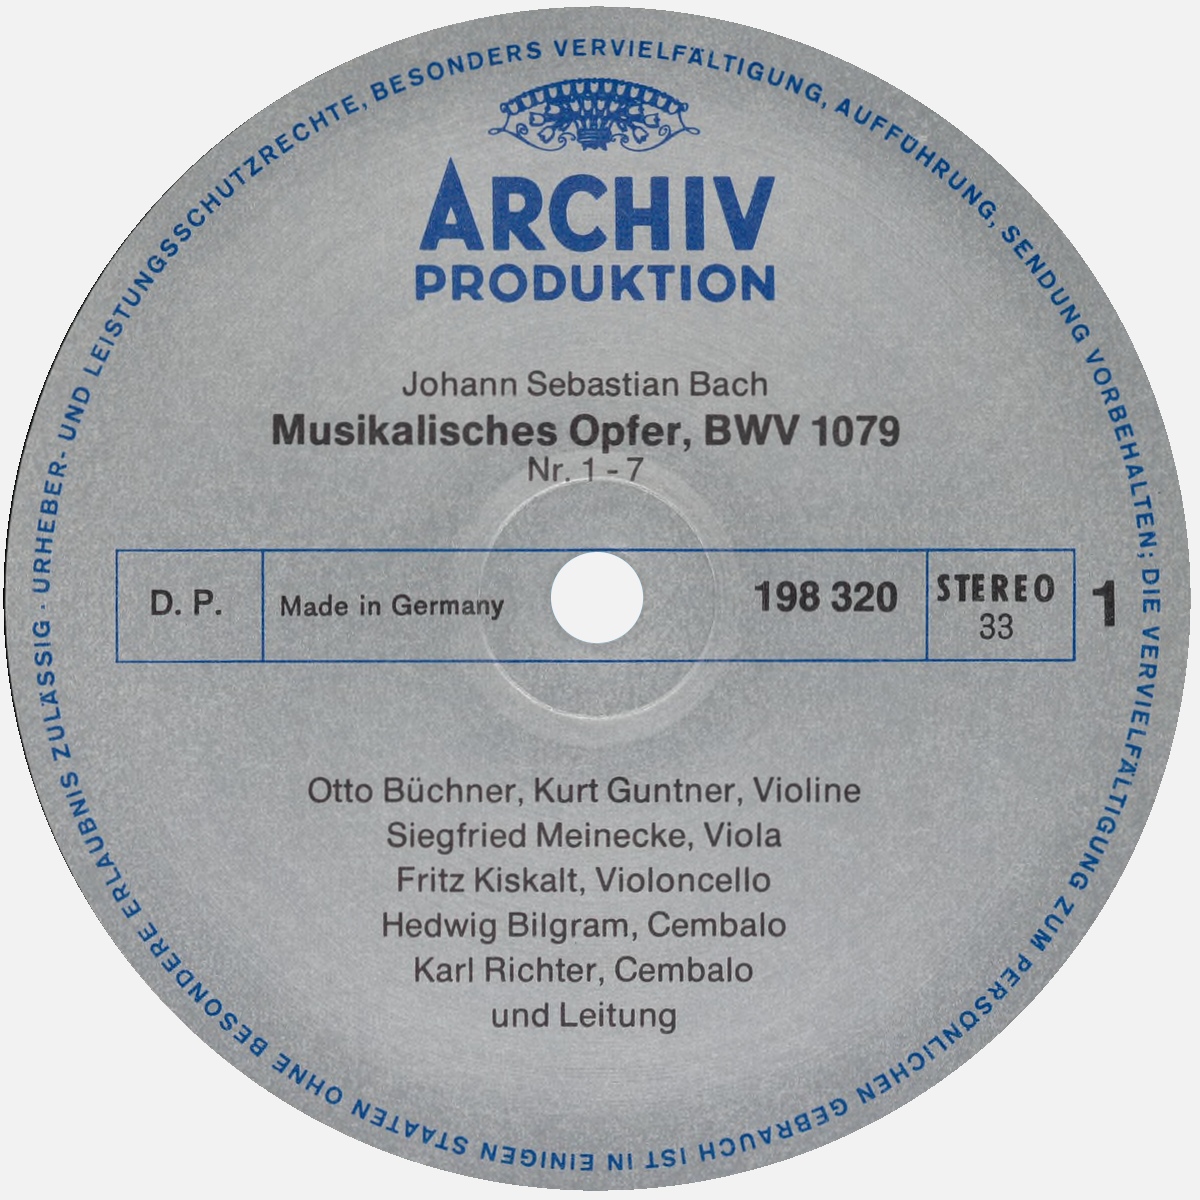 URHEBER- UND LEISTUNGSSCHUTZRECHTE, BESONDERS VERVIELFÄLTIGUNG, AUFFÜHRUNG, SENDUNG VORBEHALTEN; DIE VERVIELFÄLTIGUNG ZUM PERSÖNLICHEN GEBRAUCH IST IN EINIGEN STAATEN OHNE BESONDERE ERLAUBNIS ZULÄSSIG ·
ARCHIV
PRODUKTION
Johann Sebastian Bach
Musikalisches Opfer, BWV 1079
Nr. 1 - 7
D. P. Made in Germany 198 320 STEREO 1
33
Otto Büchner, Kurt Guntner, Violine
Siegfried Meinecke, Viola
Fritz Kiskalt, Violoncello
Hedwig Bilgram, Cembalo
Karl Richter, Cembalo
und Leitung